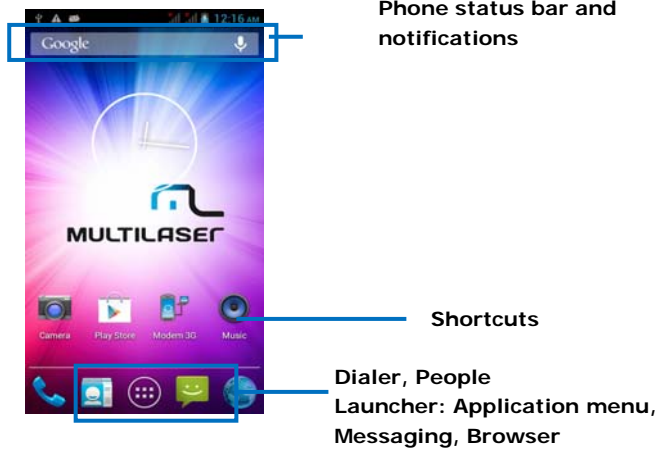 Phone status bar and
notifications
12:16 AM
Google
MULTILASER
Camera Play Store Modem 3G Music
Shortcuts
Dialer, People
Launcher: Application menu,
Messaging, Browser